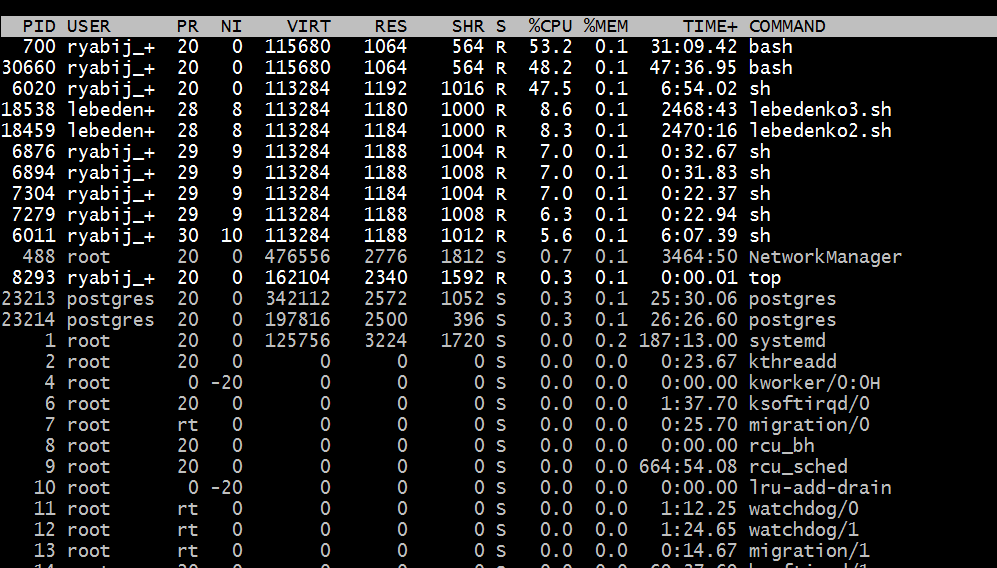 PID USER PR NI VIRT RES SHR S %CPU %MEM TIME+ COMMAND
700 ryabij_+ 20 0 115680 1064 564 R 53.2 0.1 31:09.42 bash
30660 ryabij_+ 20 0 115680 1064 564 R 48.2 0.1 47:36.95 bash
6020 ryabij_+ 20 0 113284 1192 1016 R 47.5 0.1 6:54.02 sh
18538 lebeden+ 28 8 113284 1180 1000 R 8.6 0.1 2468:43 lebedenko3.sh
18459 lebeden+ 28 8 113284 1184 1000 R 8.3 0.1 2470:16 lebedenko2.sh
6876 ryabij_+ 29 9 113284 1188 1004 R 7.0 0.1 0:32.67 sh
6894 ryabij_+ 29 9 113284 1188 1008 R 7.0 0.1 0:31.83 sh
7304 ryabij_+ 29 9 113284 1184 1004 R 7.0 0.1 0:22.37 sh
7279 ryabij_+ 29 9 113284 1188 1008 R 6.3 0.1 0:22.94 sh
6011 ryabij_+ 30 10 113284 1188 1012 R 5.6 0.1 6:07.39 sh
488 root 20 0 476556 2776 1812 S 0.7 0.1 3464:50 NetworkManager
8293 ryabij_+ 20 0 162104 2340 1592 R 0.3 0.1 0:00.01 top
23213 postgres 20 0 342112 2572 1052 S 0.3 0.1 25:30.06 postgres
23214 postgres 20 0 197816 2500 396 S 0.3 0.1 26:26.60 postgres
1 root 20 0 125756 3224 1720 S 0.0 0.2 187:13.00 systemd
2 root 20 0 0 0 0 S 0.0 0.0 0:23.67 kthreadd
4 root 0 -20 0 0 0 S 0.0 0.0 0:00.00 kworker/0:0H
6 root 20 0 0 0 0 S 0.0 0.0 1:37.70 ksoftirqd/0
7 root rt 0 0 0 0 S 0.0 0.0 0:25.70 migration/0
8 root 20 0 0 0 0 S 0.0 0.0 0:00.00 rcu_bh
9 root 20 0 0 0 0 S 0.0 0.0 664:54.08 rcu_sched
10 root 0 -20 0 0 0 S 0.0 0.0 0:00.00 lru-add-drain
11 root rt 0 0 0 0 S 0.0 0.0 1:12.25 watchdog/0
12 root rt 0 0 0 0 S 0.0 0.0 1:24.65 watchdog/1
13 root rt 0 0 0 0 S 0.0 0.0 0:14.67 migration/1